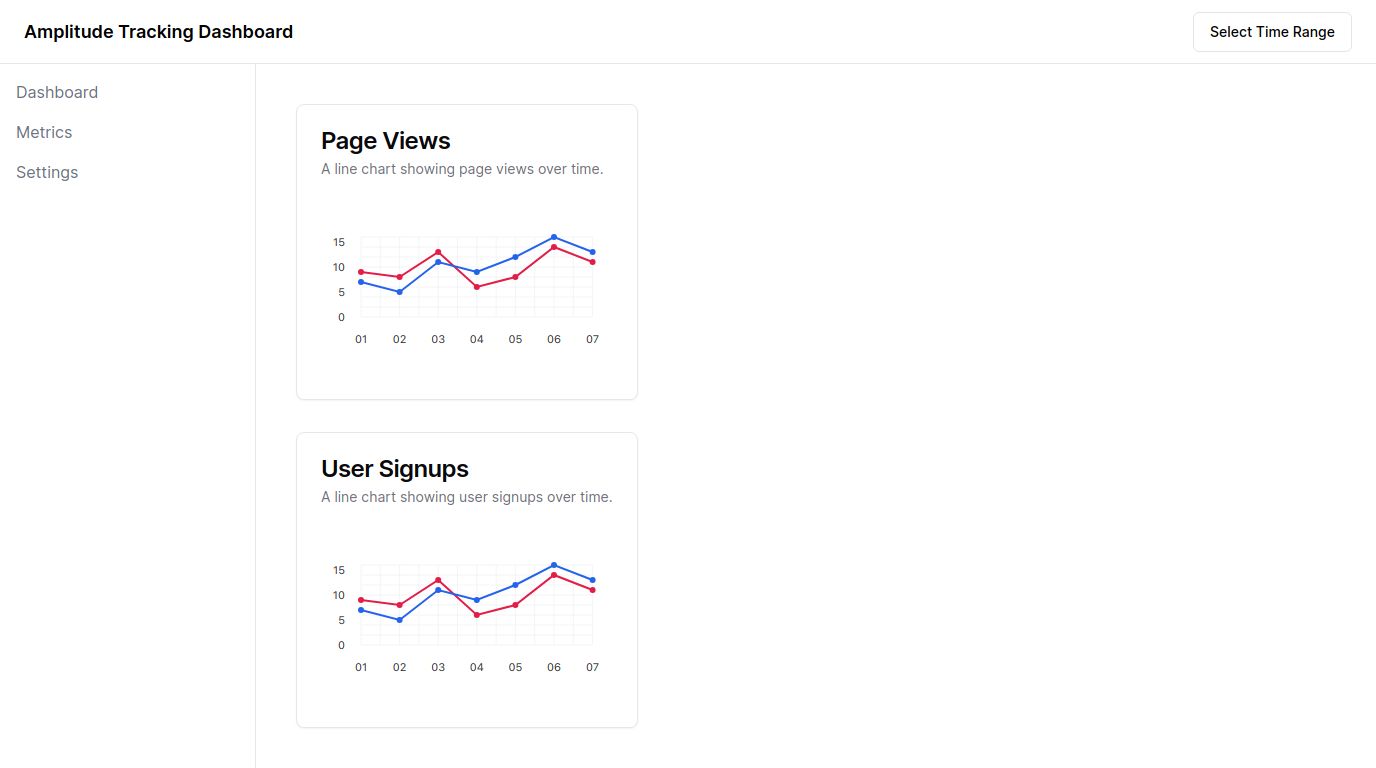 Amplitude Tracking Dashboard
Select Time Range
Dashboard
Metrics
Settings
Page Views
A line chart showing page views over time.
15
10
5
0
01 02 03 04 05 06 07
User Signups
A line chart showing user signups over time.
15
10
5
0
01 02 03 04 05 06 07